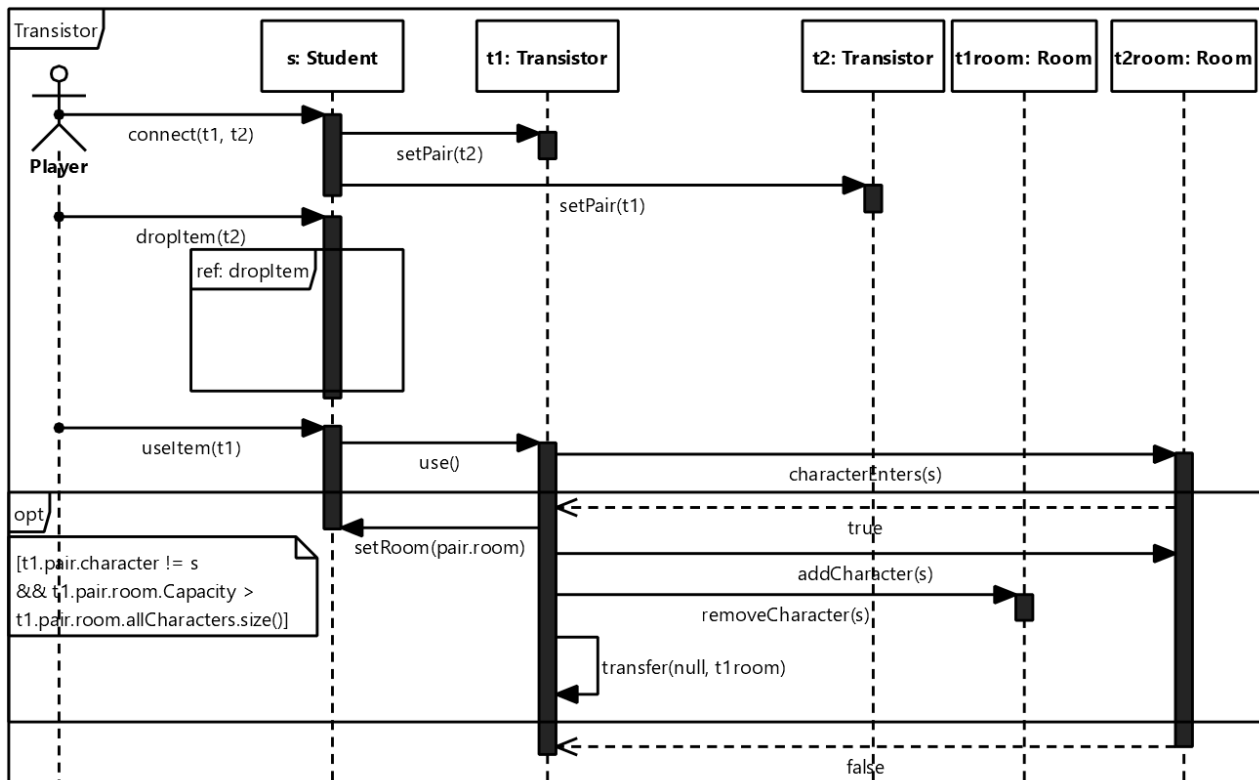 Transistor
s: Student
t1: Transistor
t2: Transistor
t1room: Room
t2room: Room
Player
connect(t1, t2)
setPair(t2)
setPair(t1)
dropItem(t2)
ref: dropItem
useItem(t1)
use()
characterEnters(s)
opt
true
setRoom(pair.room)
[t1.pair.character != s
&& t1.pair.room.Capacity >
t1.pair.room.allCharacters.size()]
addCharacter(s)
removeCharacter(s)
transfer(null, t1room)
false